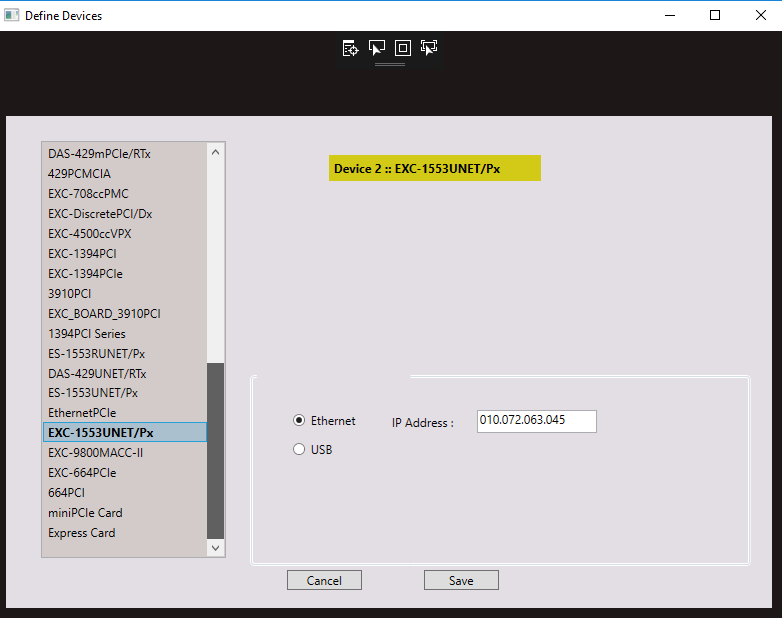 Define Devices
DAS-429mPCIe/RTx
429PCMCIA
EXC-708ccPMC
EXC-DiscretePCI/Dx
EXC-4500ccVPX
EXC-1394PCI
EXC-1394PCIe
3910PCI
EXC_BOARD_3910PCI
1394PCI Series
ES-1553RUNET/Px
DAS-429UNET/RTx
ES-1553UNET/Px
EthernetPCIe
EXC-1553UNET/Px
EXC-9800MACC-II
EXC-664PCIe
664PCI
miniPCIe Card
Express Card
Device 2 :: EXC-1553UNET/Px
Ethernet IP Address : 010.072.063.045
USB
Cancel Save